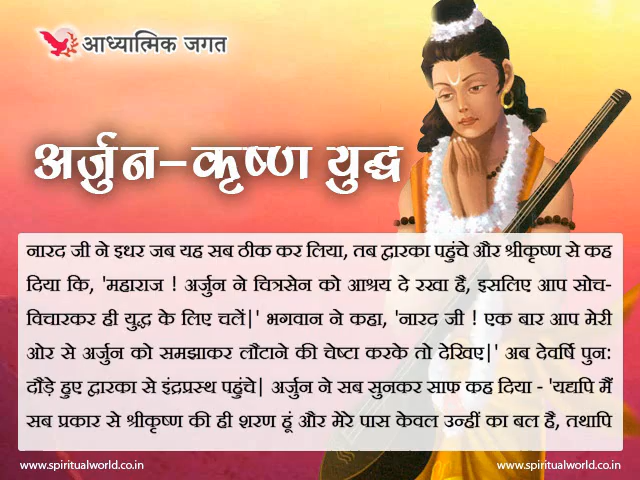 आध्यात्मिक जगत
अर्जुन-कृष्ण युद्ध
नारद जी ने इधर जब यह सब ठीक कर लिया, तब द्वारका पहुंचे और श्रीकृष्ण से कह
दिया कि, 'महाराज ! अर्जुन ने चित्रसेन को आश्रय दे रखा है, इसलिए आप सोच-
विचारकर ही युद्ध के लिए चलें|' भगवान ने कहा, 'नारद जी ! एक बार आप मेरी
ओर से अर्जुन को समझाकर लौटाने की चेष्टा करके तो देखिए|' अब देवर्षि पुन:
दौड़े हुए द्वारका से इंद्रप्रस्थ पहुंचे| अर्जुन ने सब सुनकर साफ कह दिया - 'यद्यपि मैं
सब प्रकार से श्रीकृष्ण की ही शरण हूं और मेरे पास केवल उन्हीं का बल है, तथापि
www.spiritualworld.co.in
www.spiritualworld.co.in